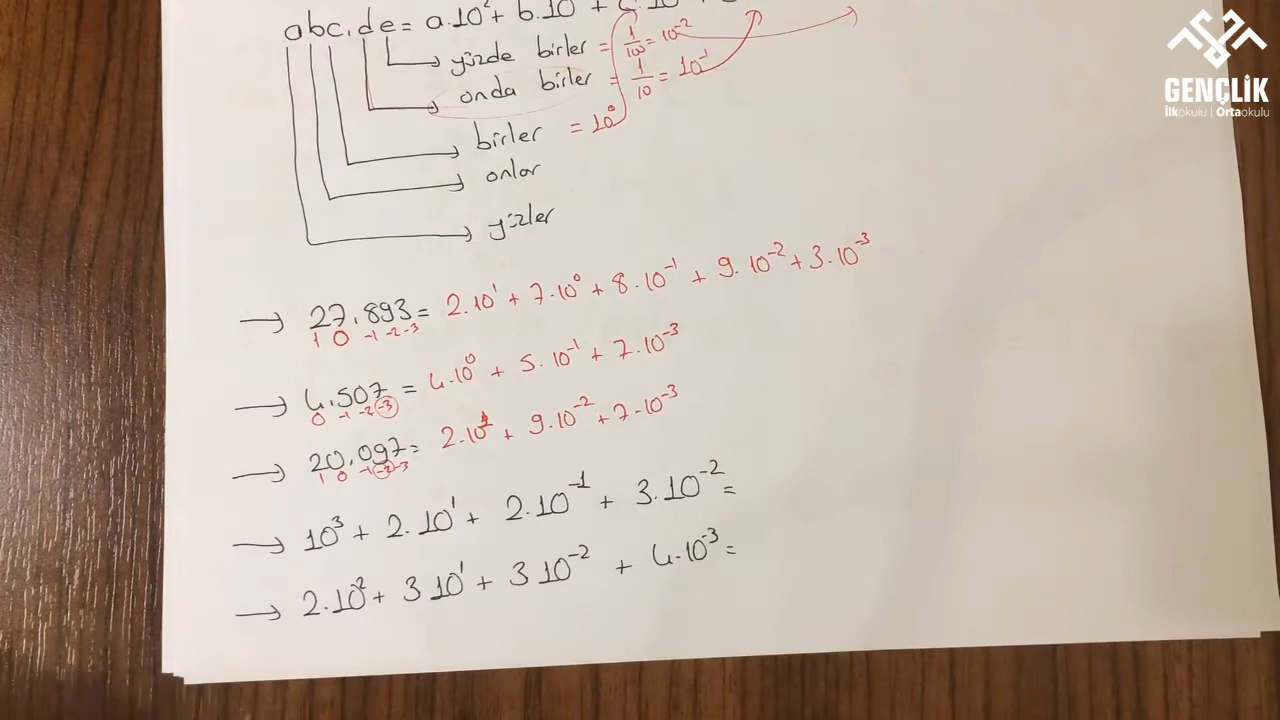 abc,de = a.10² + b.10 +
yüzde birler = 1/100 = 10⁻²
onda birler = 1/10 = 10⁻¹
birler = 10⁰
onlar
yüzler
→ 27,893 = 2.10¹ + 7.10⁰ + 8.10⁻¹ + 9.10⁻² + 3.10⁻³
1 0 -1 -2 -3
→ 4,507 = 4.10⁰ + 5.10⁻¹ + 7.10⁻³
0 -1 -2 -3
→ 20,097 = 2.10¹ + 9.10⁻² + 7.10⁻³
1 0 -1 -2 -3
→ 10³ + 2.10¹ + 2.10⁻¹ + 3.10⁻² =
→ 2.10² + 3 10¹ + 3 10⁻² + 4.10⁻³ =
GENÇLİK
İlkokulu | Ortaokulu